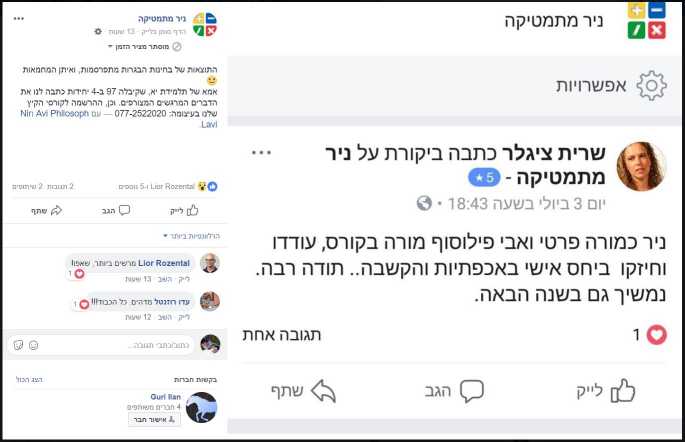 ניר מתמטיקה
הדף סומן בלייק · 13 שעות
מוסתר מציר הזמן
התוצאות של בחינות הבגרות מתפרסמות, ואיתן המחמאות
אמא של תלמידת יא, שקיבלה 97 ב-4 יחידות כתבה לנו את
הדברים המרגשים המצורפים. וכן, ההרשמה לקורסי הקיץ
שלנו בעיצומה: 077-2522020 — עם Niri Avi Philosoph
Lavi.
Lior Rozental ו-5 נוספים
2 תגובות 2 שיתופים
לייק
הגב
שתף
הרלוונטיות ביותר
Lior Rozental מרשים ביותר, שאפו!
1
לייק · השב · 13 שעות
עדו רוזנטל מדהים. כל הכבוד!!!
1
לייק · השב · 12 שעות
כתוב/כתבי תגובה...
בקשות חברות
הצג הכול
Guri Ilan
4 חברים משותפים
אישור חבר
ניר מתמטיקה
אפשרויות
שרית ציגלר כתבה ביקורת על ניר
מתמטיקה - 5
יום 3 ביולי בשעה 18:43
ניר כמורה פרטי ואבי פילוסוף מורה בקורס, עודדו
וחיזקו ביחס אישי באכפתיות והקשבה.. תודה רבה.
נמשיך גם בשנה הבאה.
1
תגובה אחת
לייק
הגב
שתף